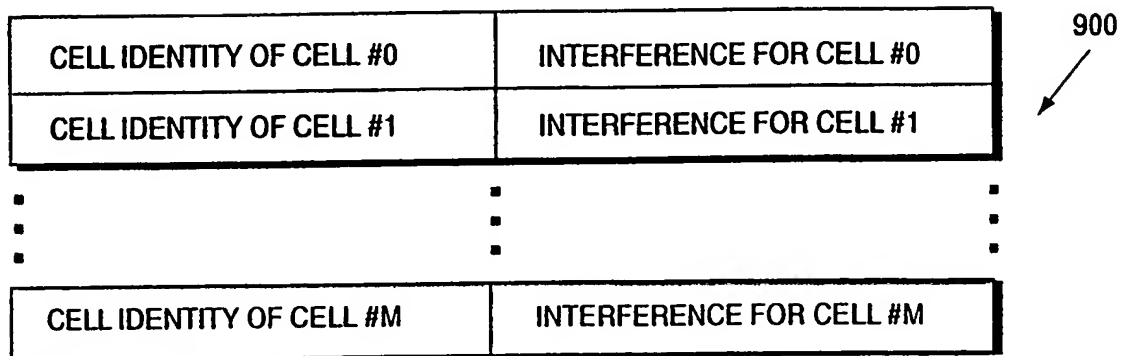 900
CELL IDENTITY OF CELL #0 INTERFERENCE FOR CELL #0
CELL IDENTITY OF CELL #1 INTERFERENCE FOR CELL #1
CELL IDENTITY OF CELL #M INTERFERENCE FOR CELL #M